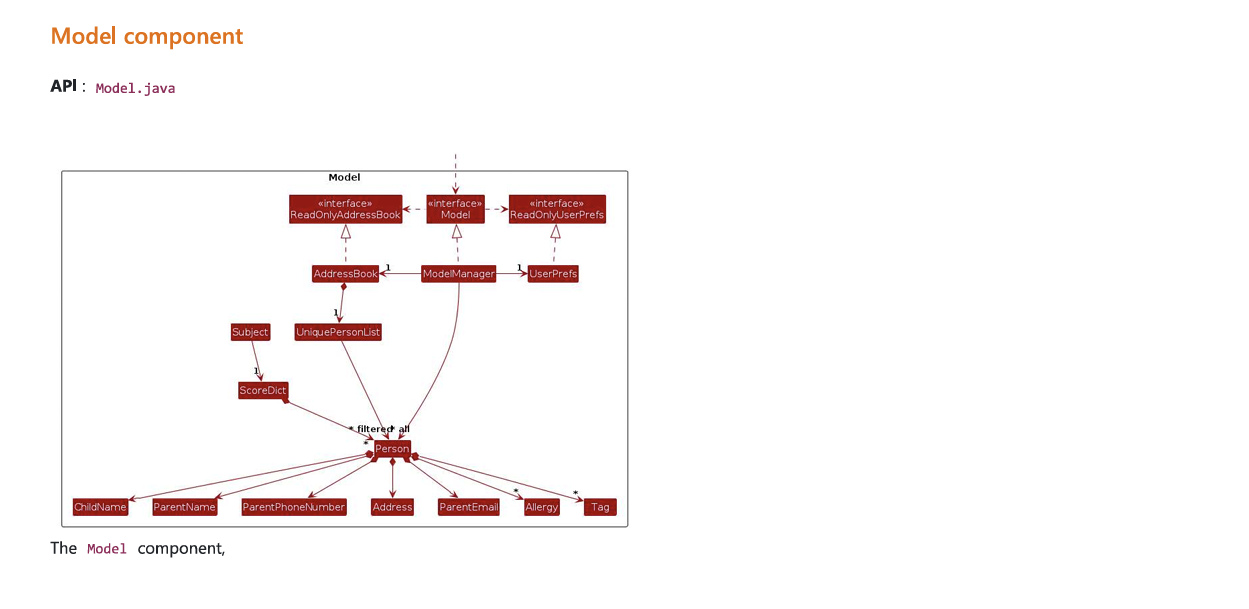 Model component
API : Model.java
Model
«interface» «interface» «interface»
ReadOnlyAddressBook Model ReadOnlyUserPrefs
AddressBook 1 ModelManager 1 UserPrefs
1
Subject UniquePersonList
1
ScoreDict
* filtered * all
*
Person
* *
ChildName ParentName ParentPhoneNumber Address ParentEmail Allergy Tag
The Model component,